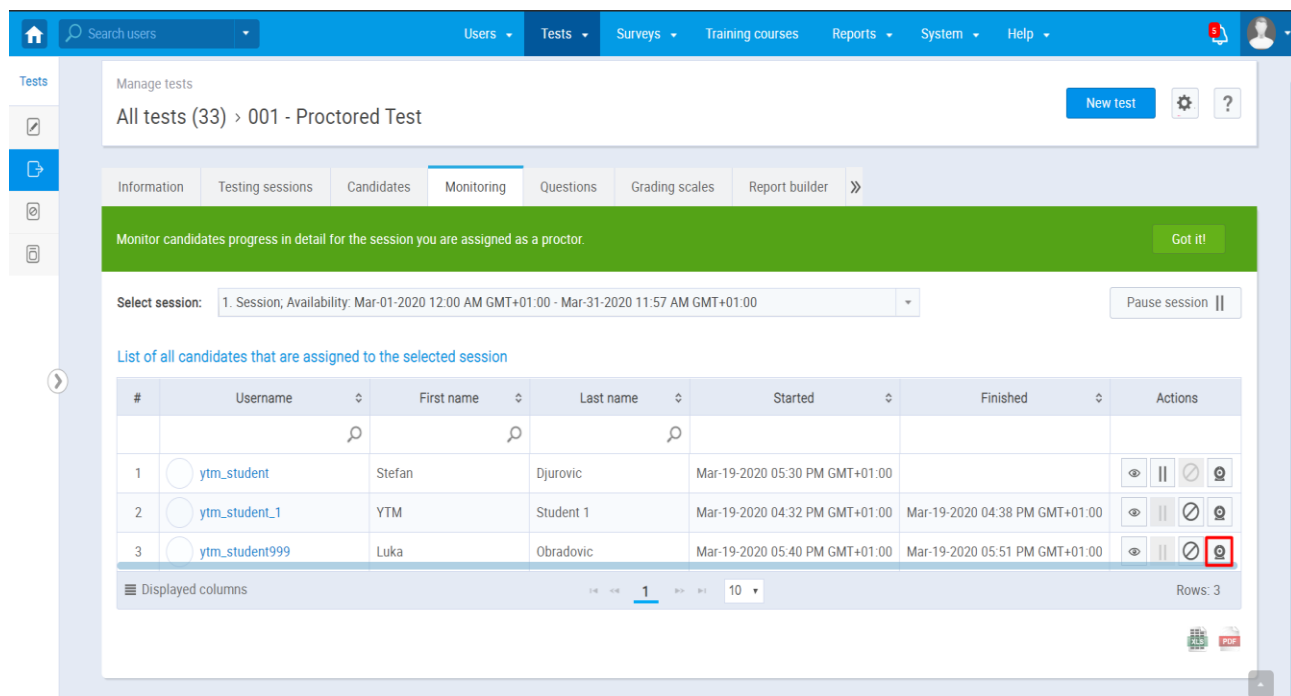 Search users Users Tests Surveys Training courses Reports System Help 5
Tests
Manage tests
All tests (33) › 001 - Proctored Test
New test ?
Information Testing sessions Candidates Monitoring Questions Grading scales Report builder »
Monitor candidates progress in detail for the session you are assigned as a proctor. Got it!
Select session: 1. Session; Availability: Mar-01-2020 12:00 AM GMT+01:00 - Mar-31-2020 11:57 AM GMT+01:00 Pause session
List of all candidates that are assigned to the selected session
# Username First name Last name Started Finished Actions
1 ytm_student Stefan Djurovic Mar-19-2020 05:30 PM GMT+01:00
2 ytm_student_1 YTM Student 1 Mar-19-2020 04:32 PM GMT+01:00 Mar-19-2020 04:38 PM GMT+01:00
3 ytm_student999 Luka Obradovic Mar-19-2020 05:40 PM GMT+01:00 Mar-19-2020 05:51 PM GMT+01:00
Displayed columns 1 10 Rows: 3
XLS PDF